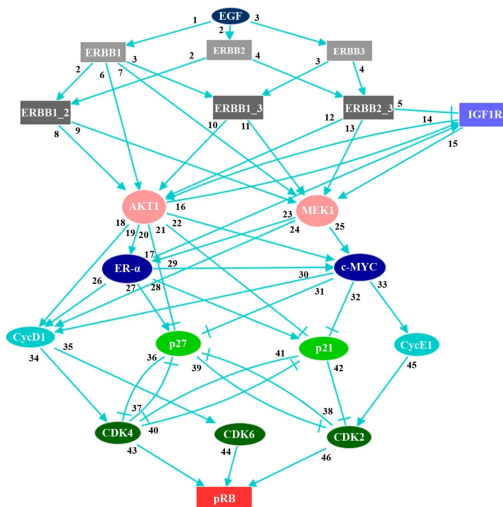 EGF
1 2 3
ERBB1 ERBB2 ERBB3
2 6 7 3 2 4 3 4
ERBB1_2 ERBB1_3 ERBB2_3 5 IGF1R
8 9 10 11 12 13 14 15
AKT1 16 MEK1
18 19 20 21 22 23 24 25
17
ER-α 29 c-MYC
26 27 28 30 31 32 33
CycD1 p27 p21 CycE1
34 35 36 39 41 42 45
37 40 38
CDK4 CDK6 CDK2
43 44 46
pRB